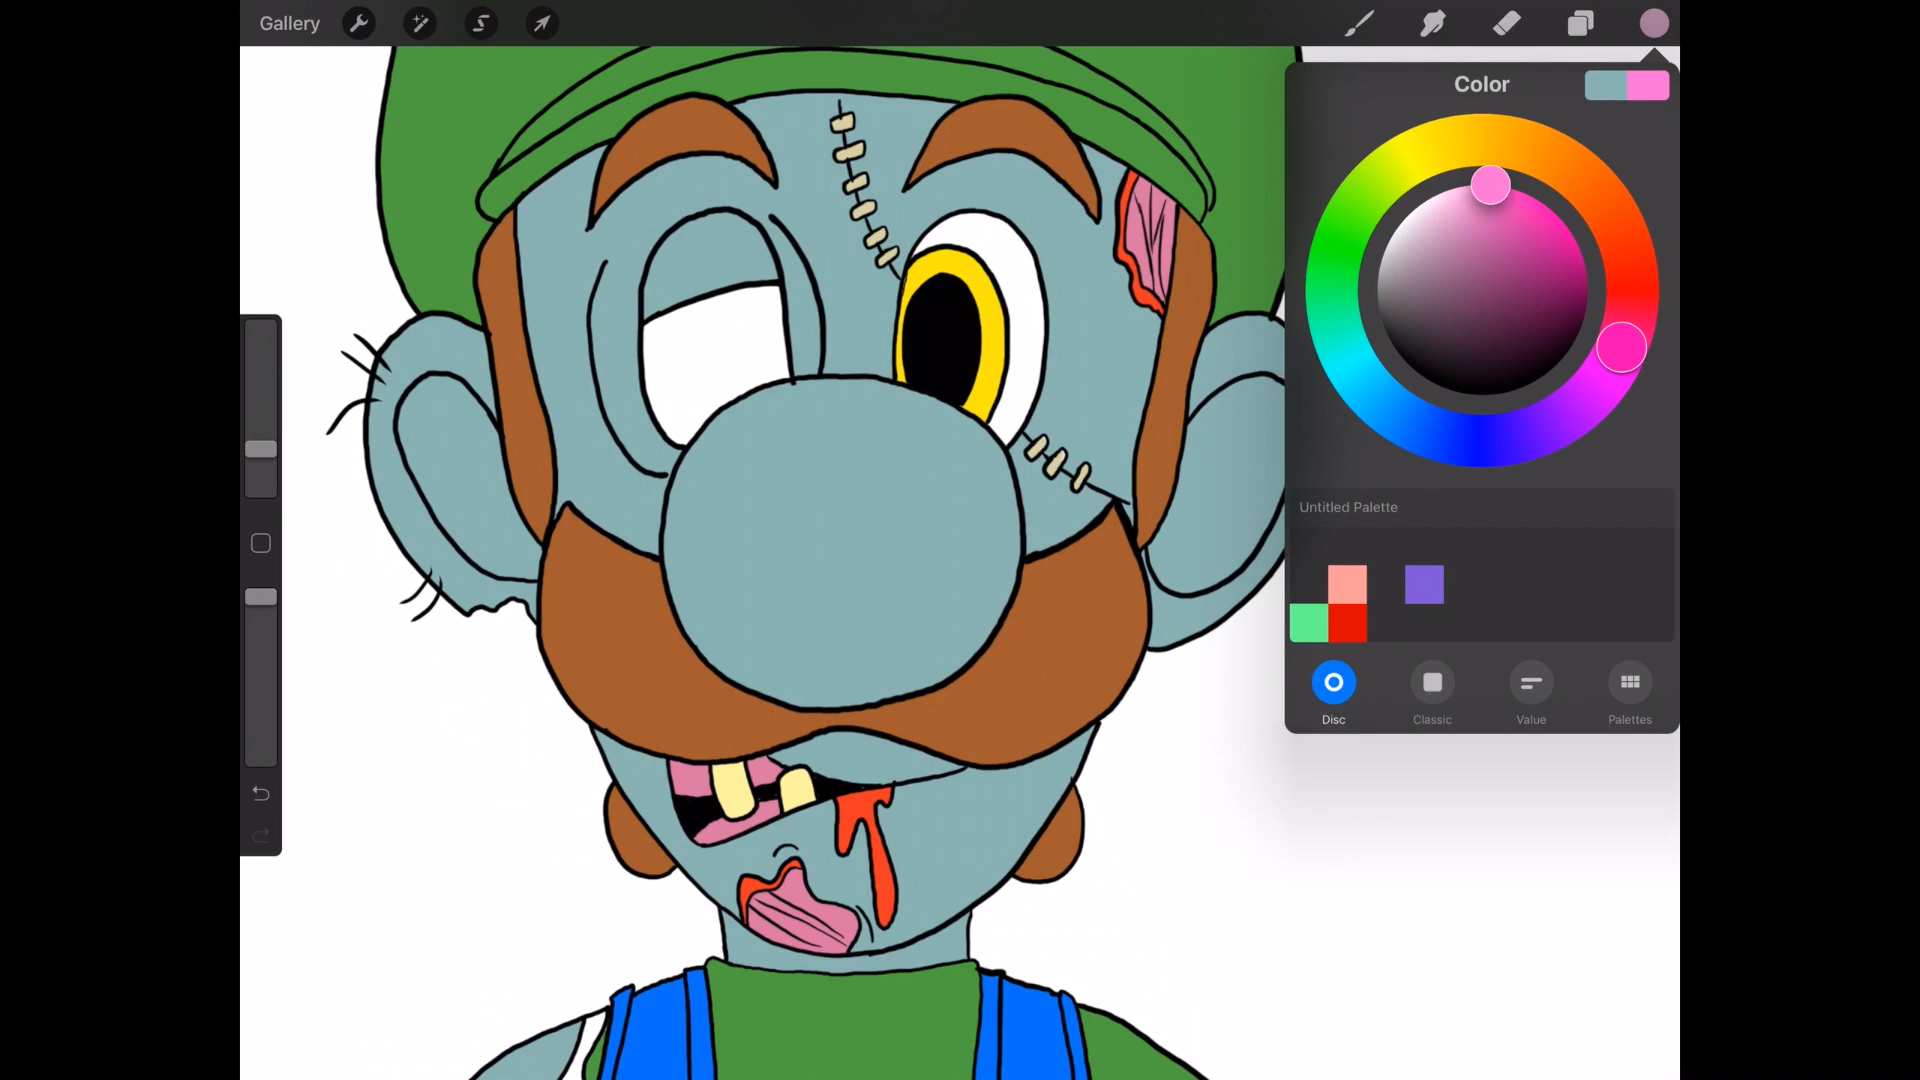 Gallery
Color
Untitled Palette
Disc
Classic
Value
Palettes